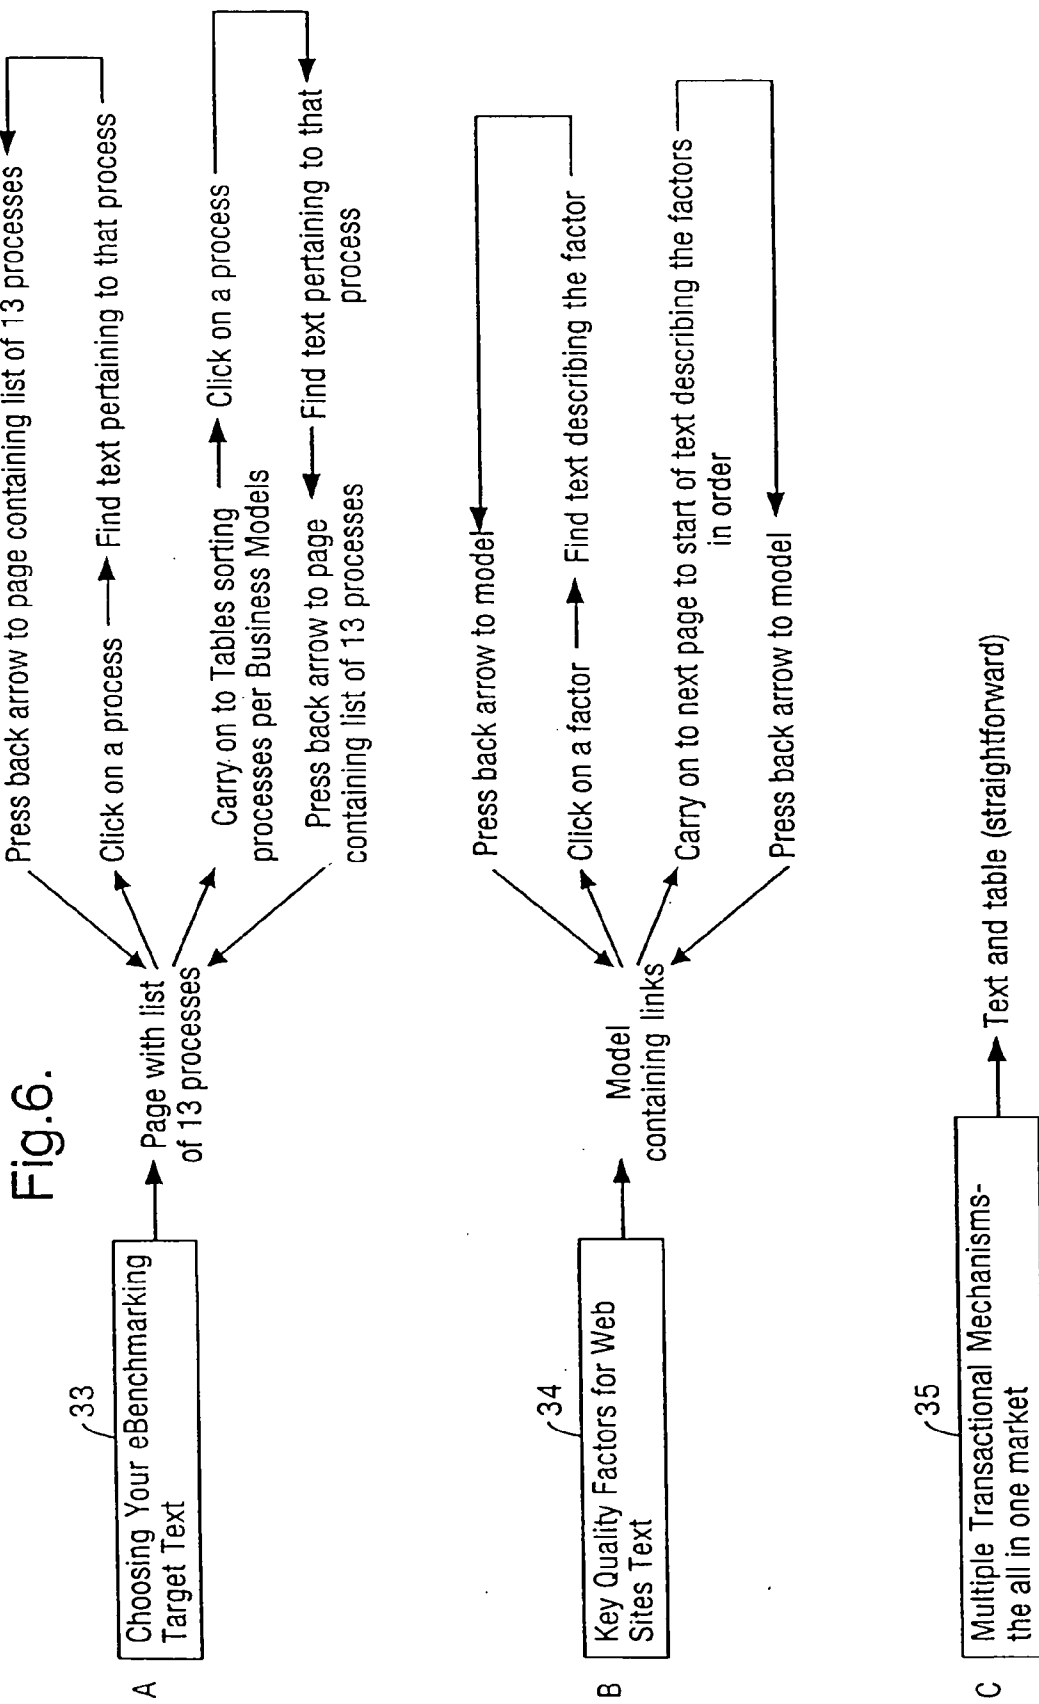 Fig.6.
A
33
Choosing Your eBenchmarking
Target Text
Page with list
of 13 processes
Press back arrow to page containing list of 13 processes
Click on a process
Find text pertaining to that process
Carry on to Tables sorting
processes per Business Models
Click on a process
Find text pertaining to that
process
Press back arrow to page
containing list of 13 processes
B
34
Key Quality Factors for Web
Sites Text
Model
containing links
Press back arrow to model
Click on a factor
Find text describing the factor
Carry on to next page to start of text describing the factors
in order
Press back arrow to model
C
35
Multiple Transactional Mechanisms-
the all in one market
Text and table (straightforward)